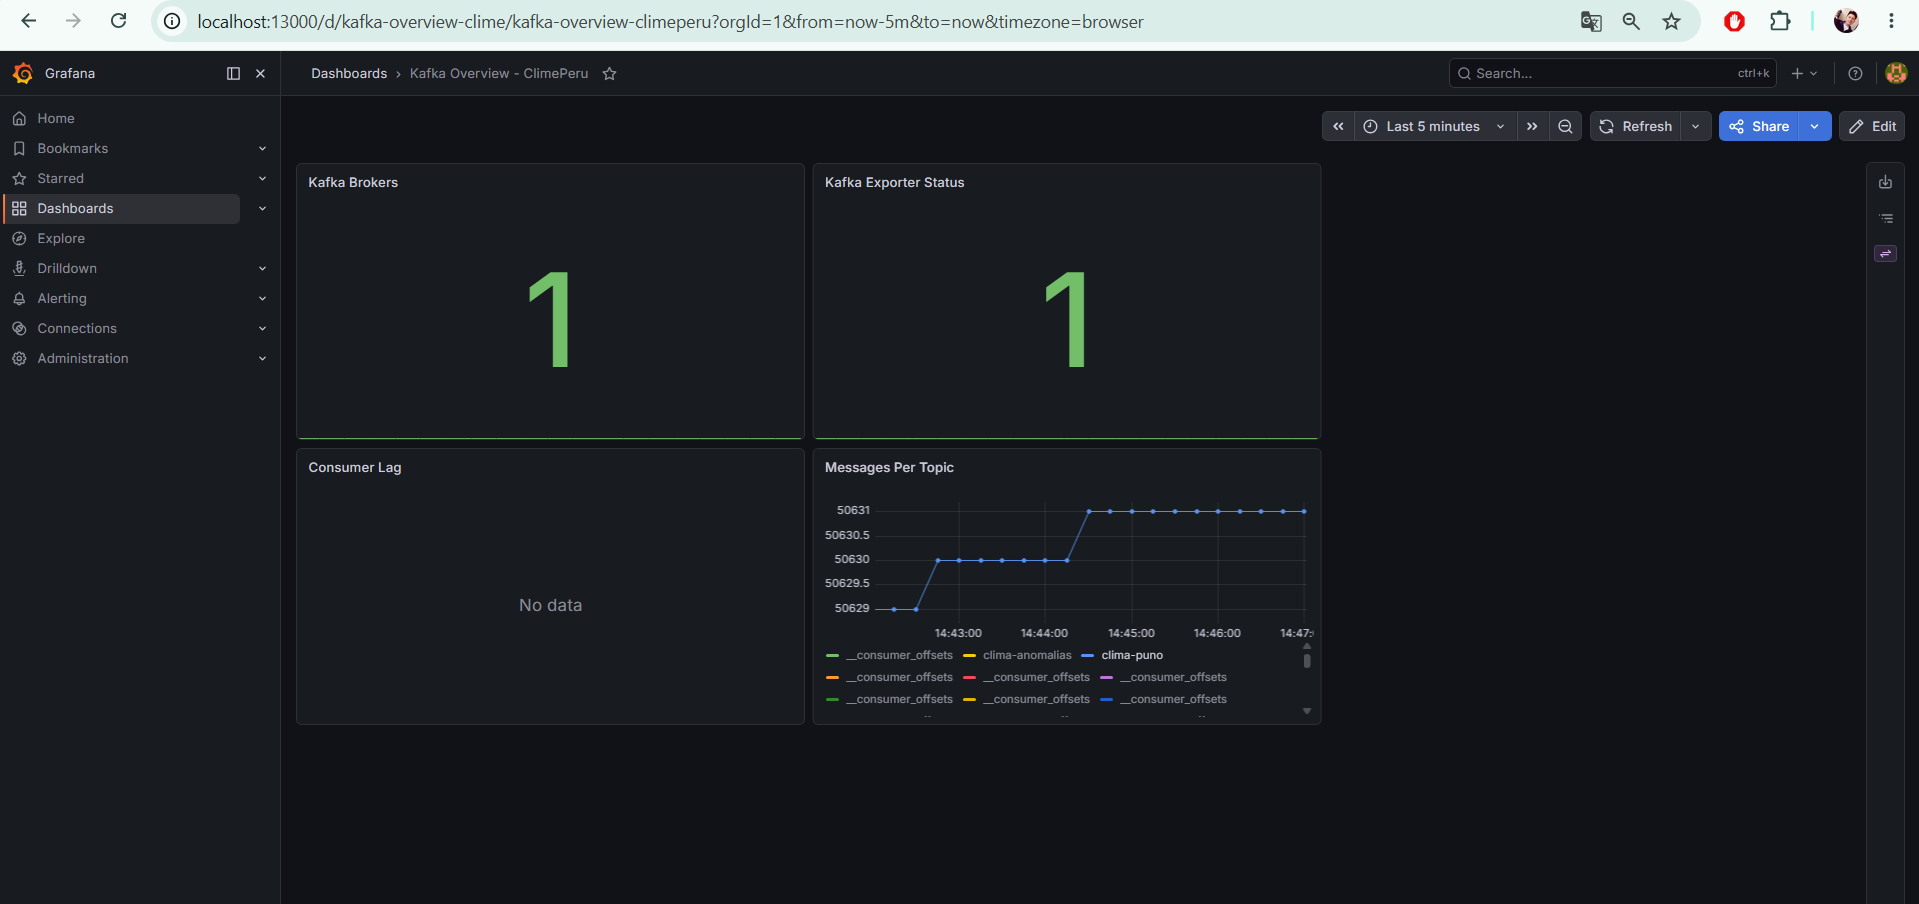 localhost:13000/d/kafka-overview-clime/kafka-overview-climeperu?orgId=1&from=now-5m&to=now&timezone=browser
Grafana
Dashboards › Kafka Overview - ClimePeru
Search...
ctrl+k
Home
Bookmarks
Starred
Dashboards
Explore
Drilldown
Alerting
Connections
Administration
Last 5 minutes
Refresh
Share
Edit
Kafka Brokers
1
Kafka Exporter Status
1
Consumer Lag
No data
Messages Per Topic
50631
50630.5
50630
50629.5
50629
14:43:00 14:44:00 14:45:00 14:46:00 14:47:
__consumer_offsets clima-anomalias clima-puno
__consumer_offsets __consumer_offsets __consumer_offsets
__consumer_offsets __consumer_offsets __consumer_offsets